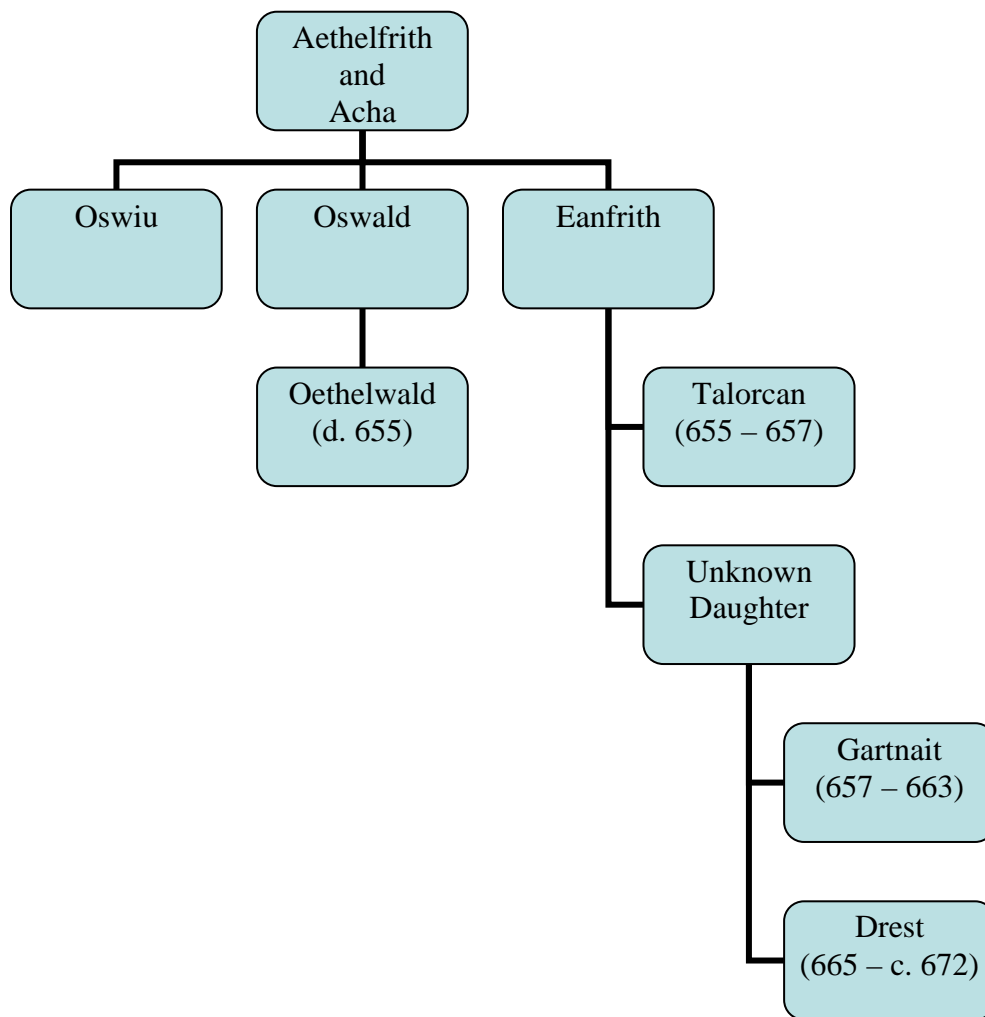 Aethelfrith
and
Acha
Oswiu
Oswald
Eanfrith
Oethelwald
(d. 655)
Talorcan
(655 – 657)
Unknown
Daughter
Gartnait
(657 – 663)
Drest
(665 – c. 672)